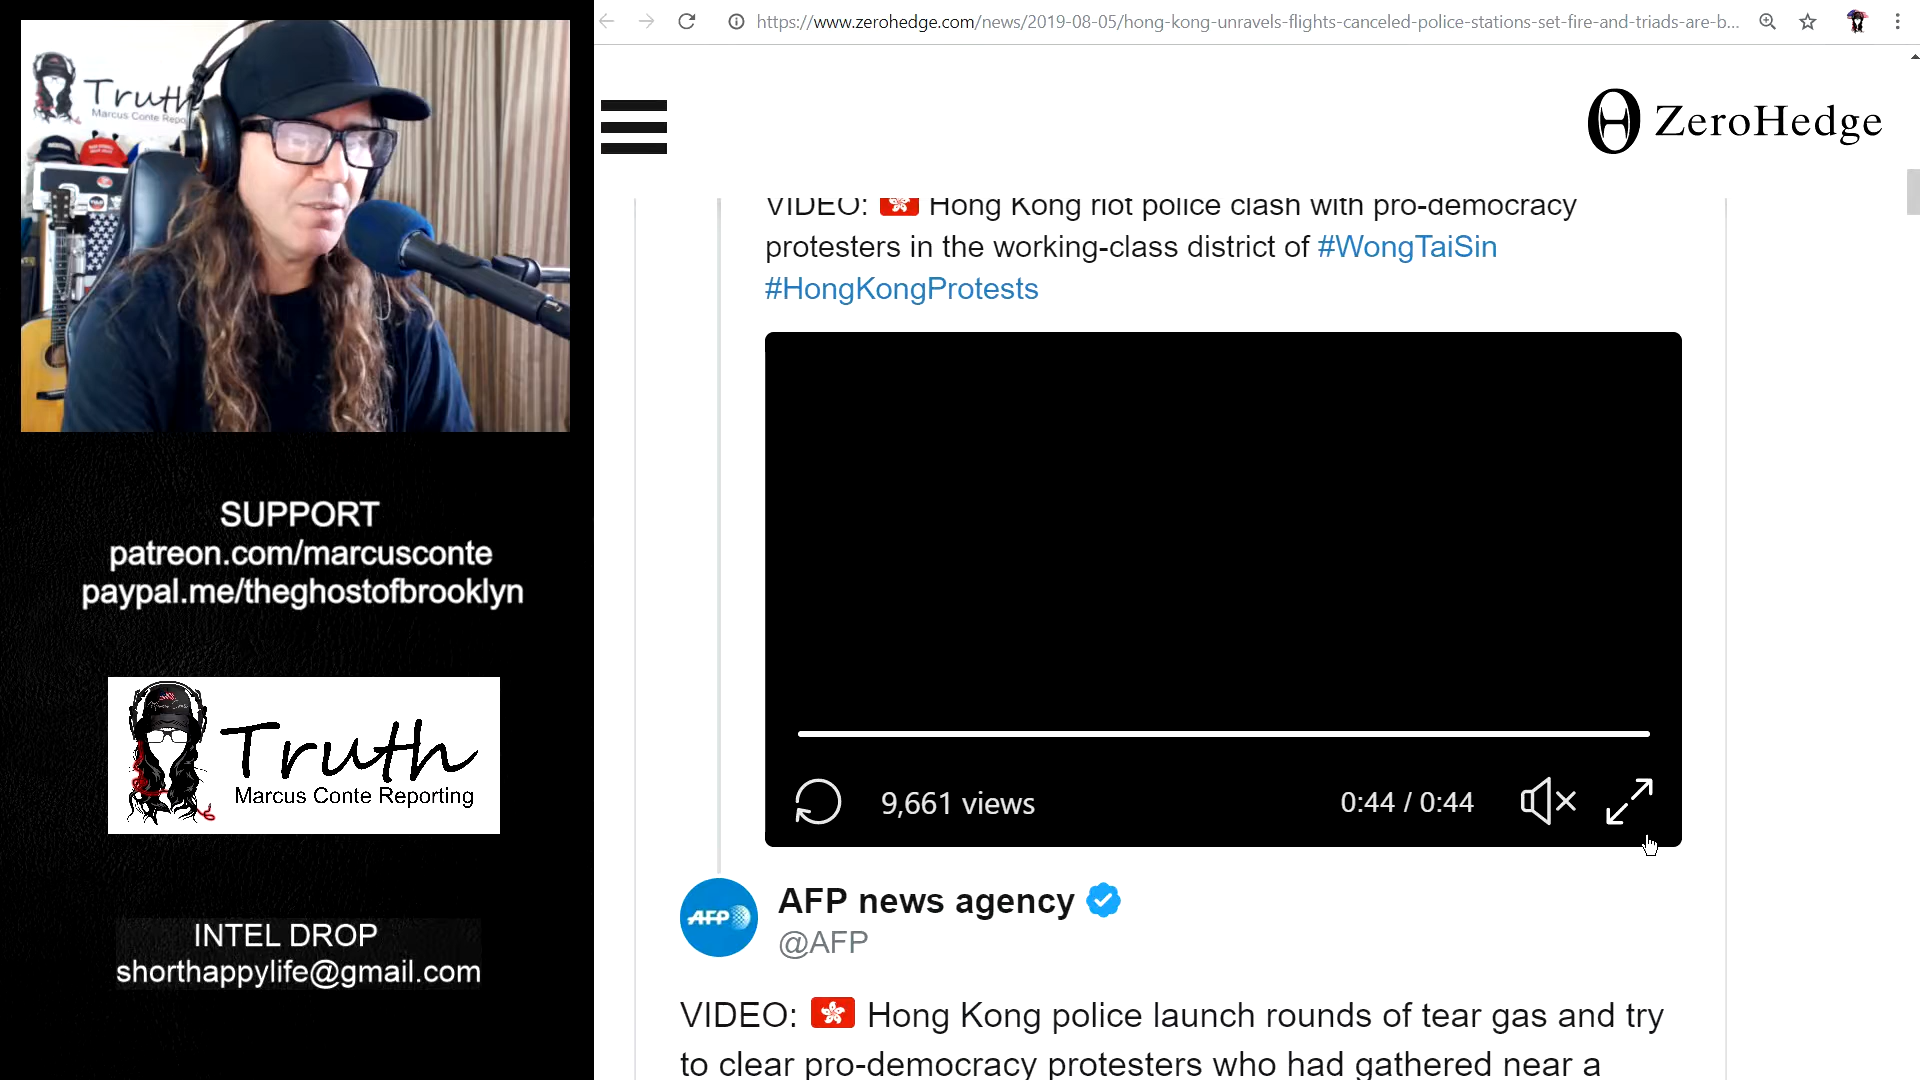 Truth
Marcus Conte Repo
SUPPORT
patreon.com/marcusconte
paypal.me/theghostofbrooklyn
Truth
Marcus Conte Reporting
INTEL DROP
shorthappylife@gmail.com
https://www.zerohedge.com/news/2019-08-05/hong-kong-unravels-flights-canceled-police-stations-set-fire-and-triads-are-b...
ZeroHedge
VIDEO: Hong Kong riot police clash with pro-democracy
protesters in the working-class district of #WongTaiSin
#HongKongProtests
9,661 views
0:44 / 0:44
AFP
AFP news agency
@AFP
VIDEO: Hong Kong police launch rounds of tear gas and try
to clear pro-democracy protesters who had gathered near a